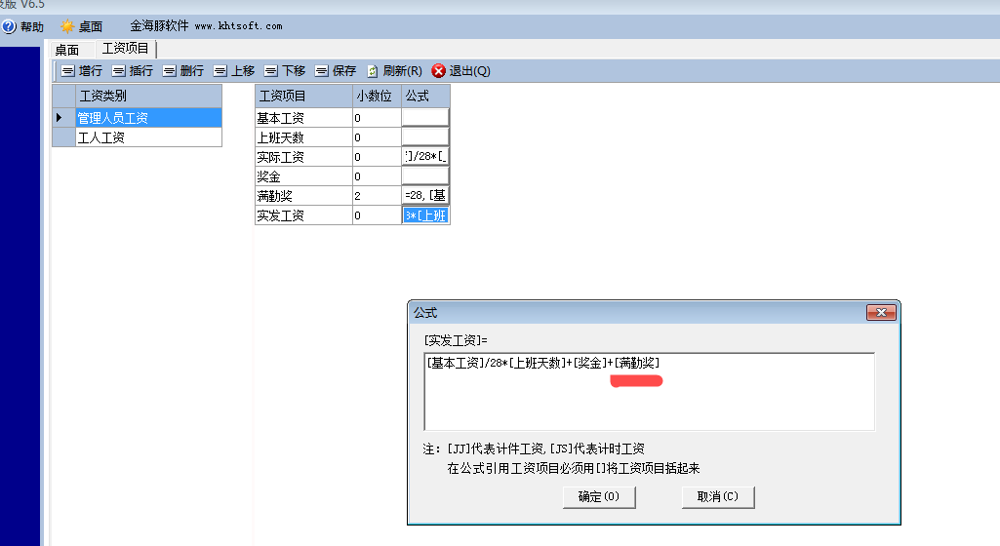 版 V6.5
帮助 桌面 金海豚软件 www.khtsoft.com
桌面 工资项目
增行 插行 删行 上移 下移 保存 刷新(R) 退出(Q)
工资类别
管理人员工资
工人工资
工资项目 小数位 公式
基本工资 0
上班天数 0
实际工资 0 ]/28*[
奖金 0
满勤奖 2 =28,[基
实发工资 0 *[上班
公式
[实发工资]=
[基本工资]/28*[上班天数]+[奖金]+[满勤奖]
注: [JJ]代表计件工资,[JS]代表计时工资
在公式引用工资项目必须用[]将工资项目括起来
确定(O) 取消(C)